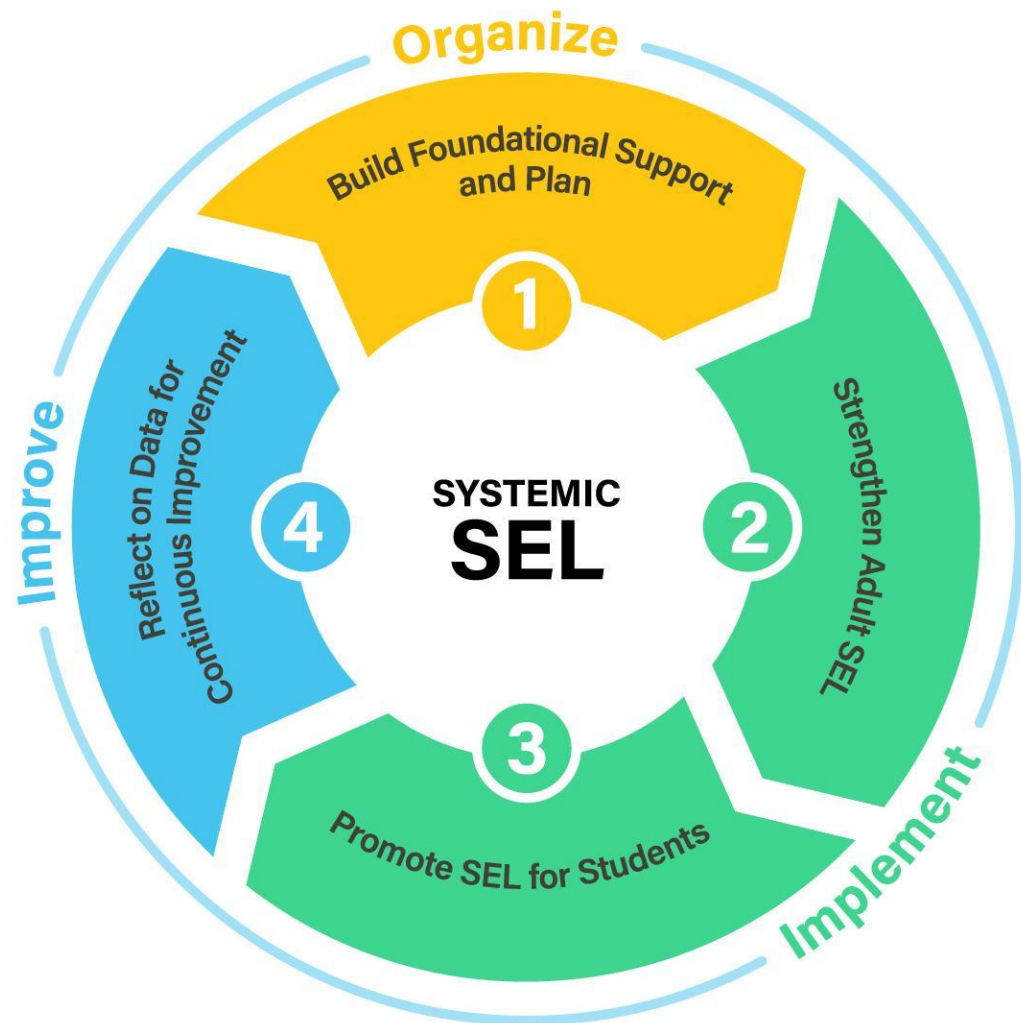 Organize
Build Foundational Support
and Plan
1
Strengthen Adult SEL
2
Implement
Promote SEL for Students
3
Improve
Reflect on Data for
Continuous Improvement
4
SYSTEMIC
SEL